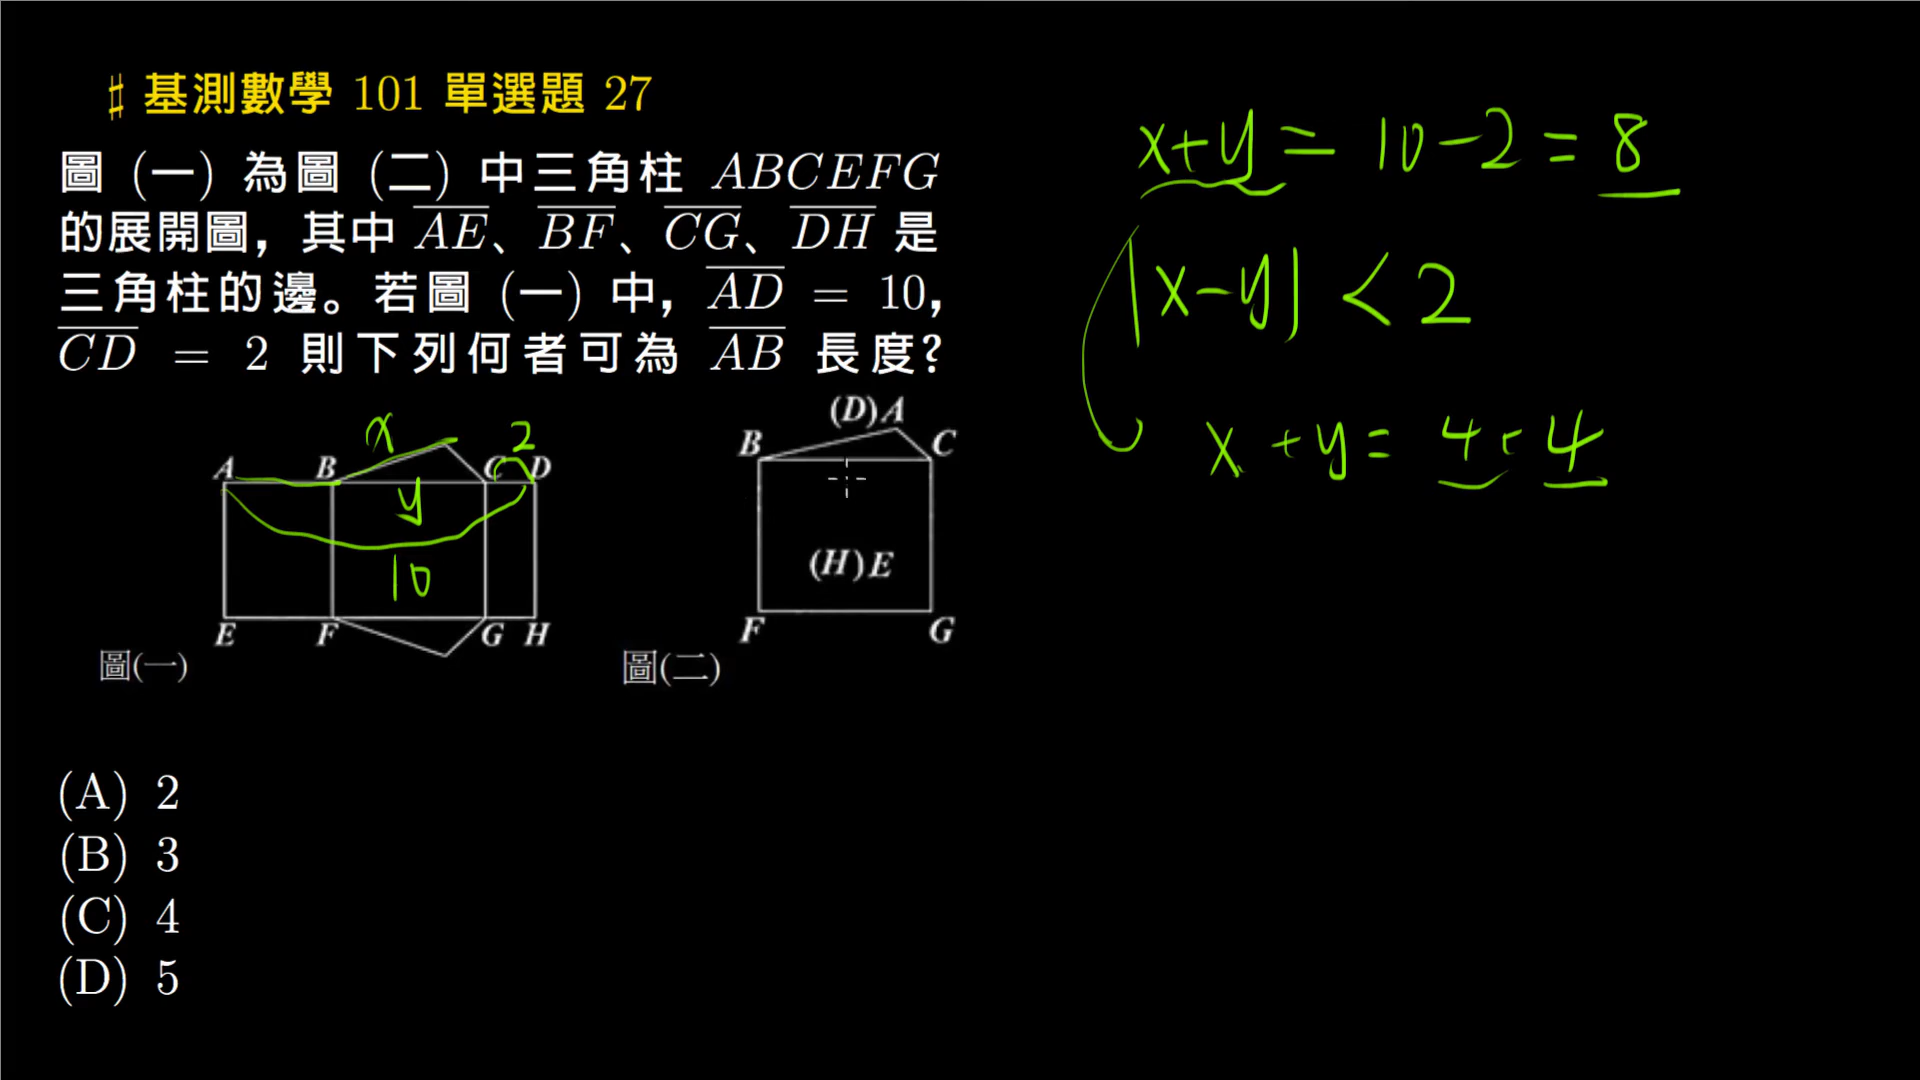 ♯ 基測數學 101 單選題 27
圖 (一) 為圖 (二) 中三角柱 ABCEFG
的展開圖，其中 AE、BF、CG、DH 是
三角柱的邊。若圖 (一) 中，AD = 10，
CD = 2 則下列何者可為 AB 長度?
x
2
A B C D
y
10
E F G H
圖(一)
(D)A
B C
(H)E
F G
圖(二)
(A) 2
(B) 3
(C) 4
(D) 5
x+y = 10-2 = 8
|x-y| < 2
x + y = 4+4